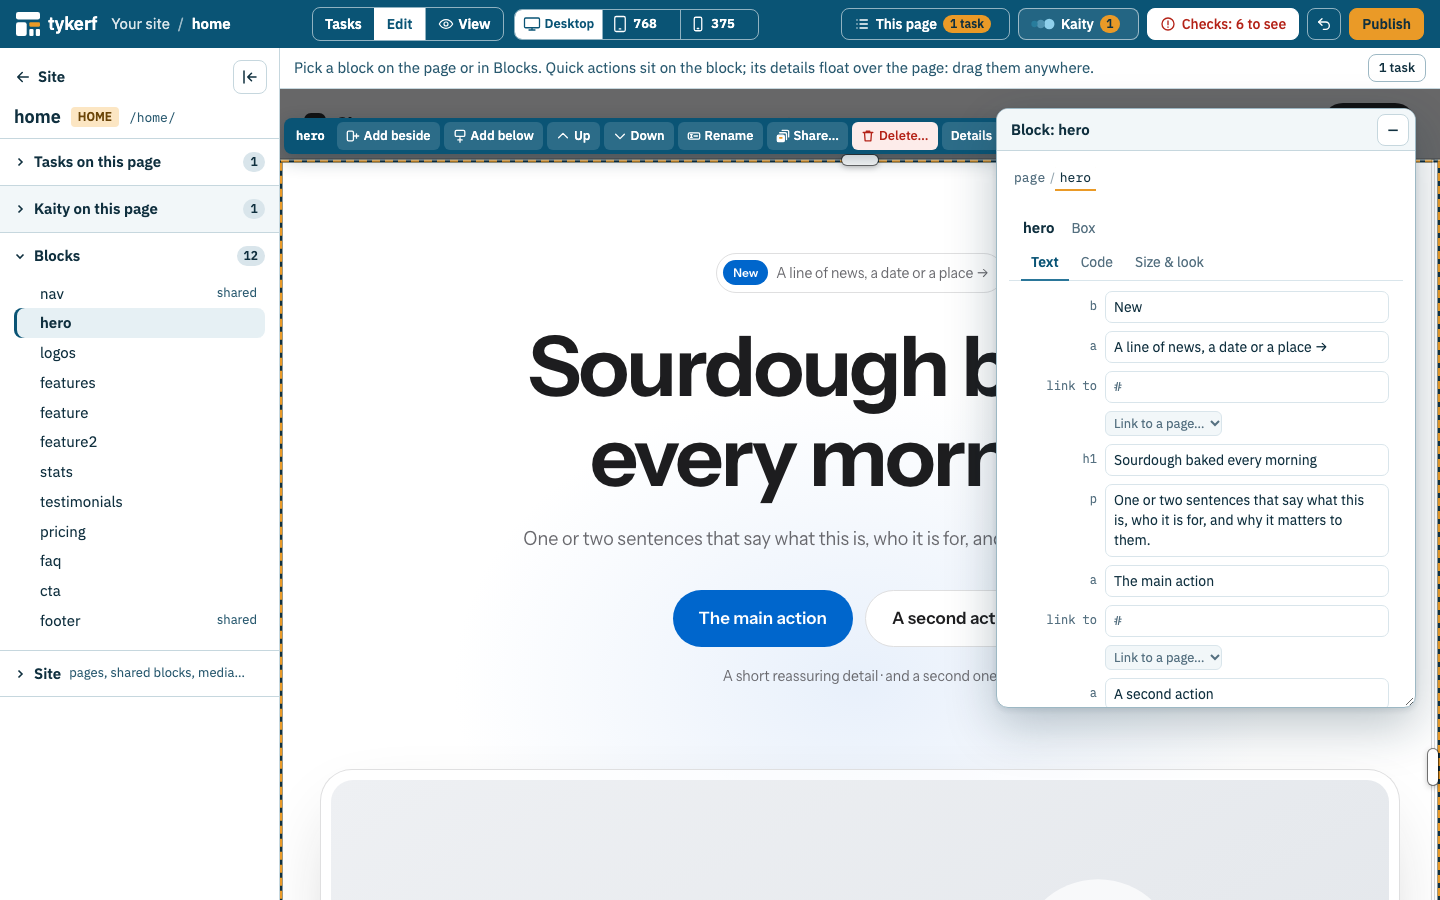 tykerf
Your site / home
Tasks
Edit
View
Desktop
768
375
This page 1 task
Kaity 1
Checks: 6 to see
Publish
Site
home HOME /home/
Tasks on this page 1
Kaity on this page 1
Blocks 12
nav shared
hero
logos
features
feature
feature2
stats
testimonials
pricing
faq
cta
footer shared
Site pages, shared blocks, media...
Pick a block on the page or in Blocks. Quick actions sit on the block; its details float over the page: drag them anywhere.
1 task
hero
Add beside
Add below
Up
Down
Rename
Share...
Delete...
Details
New A line of news, a date or a place →
Sourdough b
every morn
One or two sentences that say what this is, who it is for, and
The main action
A second act
A short reassuring detail · and a second one
Block: hero
page / hero
hero Box
Text Code Size & look
b New
a A line of news, a date or a place →
link to #
Link to a page...
h1 Sourdough baked every morning
p One or two sentences that say what this
is, who it is for, and why it matters to
them.
a The main action
link to #
Link to a page...
a A second action